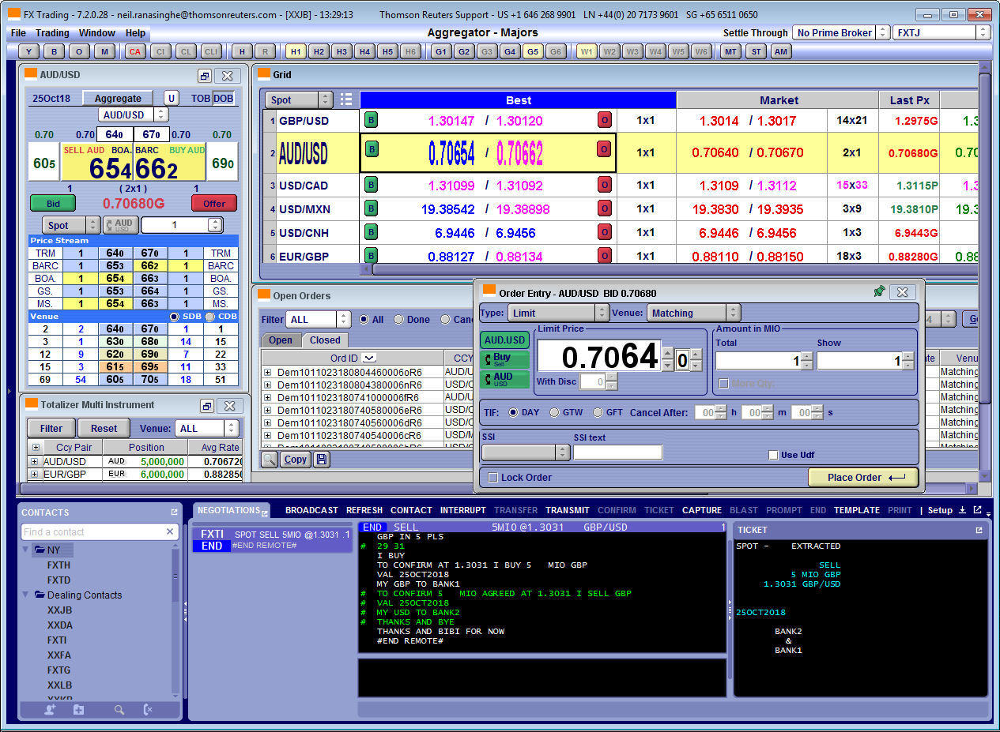 FX Trading - 7.2.0.28 - neil.ranasinghe@thomsonreuters.com - [XXJB] - 13:29:13 Thomson Reuters Support - US +1 646 268 9901 LN +44(0) 20 7173 9601 SG +65 6511 0650
File Trading Window Help Aggregator - Majors Settle Through No Prime Broker FXTJ
Y B O M CA CI CL CLI H R H1 H2 H3 H4 H5 H6 G1 G2 G3 G4 G5 G6 W1 W2 W3 W4 W5 W6 MT ST AM
AUD/USD
25Oct18 Aggregate U TOB DOB
AUD/USD
0.70 0.70 640 670 0.70 0.70
SELL AUD BOA. BARC BUY AUD
605 654 662 690
1 (2x1) 1
Bid 0.70680G Offer
Spot AUD USD 1
Price Stream
TRM 1 640 670 1 TRM
BARC 1 653 662 1 BARC
BOA. 1 654 663 1 BOA.
GS. 1 653 664 1 GS.
MS. 1 654 663 1 MS.
Venue SDB CDB
2 2 640 670 1 1
3 1 630 680 14 15
12 9 620 690 7 22
15 3 615 695 11 33
69 54 605 705 18 51
Totalizer Multi Instrument
Filter Reset Venue: ALL
Ccy Pair Position Avg Rate
AUD/USD AUD 5,000,000 0.706720
EUR/GBP EUR 6,000,000 0.882850
Grid
Spot Best Market Last Px
1 GBP/USD B 1.30147 / 1.30120 O 1x1 1.3014 / 1.3017 14x21 1.2975G 1.3
2 AUD/USD B 0.70654 / 0.70662 O 1x1 0.70640 / 0.70670 2x1 0.70680G 0.70
3 USD/CAD B 1.31099 / 1.31092 O 1x1 1.3109 / 1.3112 15x33 1.3115P 1.3
4 USD/MXN B 19.38542 / 19.38898 O 1x1 19.3830 / 19.3935 3x9 19.3810P 19.3
5 USD/CNH B 6.9446 / 6.9456 O 1x1 6.9446 / 6.9456 1x3 6.9443G
6 EUR/GBP B 0.88127 / 0.88134 O 1x1 0.88110 / 0.88150 18x3 0.88280G 0.88
Open Orders
Filter ALL All Done Canc
Open Closed
Ord ID CCY
Dem1011023180804460006oR6 AUD/U
Dem1011023180804380006nR6 USD/C
Dem1011023180741000006fR6 AUD/U
Dem1011023180740580006eR6 USD/C
Dem1011023180740560006dR6 USD/C
Dem1011023180740540006cR6 USD/M
Copy
Venu
Matching
Matching
Matching
Matching
Matching
Matching
Order Entry - AUD/USD BID 0.70680
Type: Limit Venue: Matching
AUD.USD Limit Price Amount in MIO
Buy Sell 0.7064 0 Total 1 Show 1
AUD USD With Disc 0 More Qty:
TIF: DAY GTW GFT Cancel After: 00 h 00 m 00 s
SSI SSI text
Use Udf
Lock Order Place Order
CONTACTS
Find a contact
NY
FXTH
FXTD
Dealing Contacts
XXJB
XXDA
FXTI
XXFA
FXTG
XXLB
XXKB
NEGOTIATIONS BROADCAST REFRESH CONTACT INTERRUPT TRANSFER TRANSMIT CONFIRM TICKET CAPTURE BLAST PROMPT END TEMPLATE PRINT | Setup
FXTI SPOT SELL 5MIO @1.3031 .1
END #END REMOTE#
END SELL 5MIO@1.3031 GBP/USD 1
GBP IN 5 PLS
# 29 31
I BUY
TO CONFIRM AT 1.3031 I BUY 5 MIO GBP
VAL 25OCT2018
MY GBP TO BANK1
# TO CONFIRM 5 MIO AGREED AT 1.3031 I SELL GBP
# VAL 25OCT2018
# MY USD TO BANK2
# THANKS AND BYE
THANKS AND BIBI FOR NOW
#END REMOTE#
TICKET
SPOT - EXTRACTED
SELL
5 MIO GBP
1.3031 GBP/USD
25OCT2018
BANK2
&
BANK1